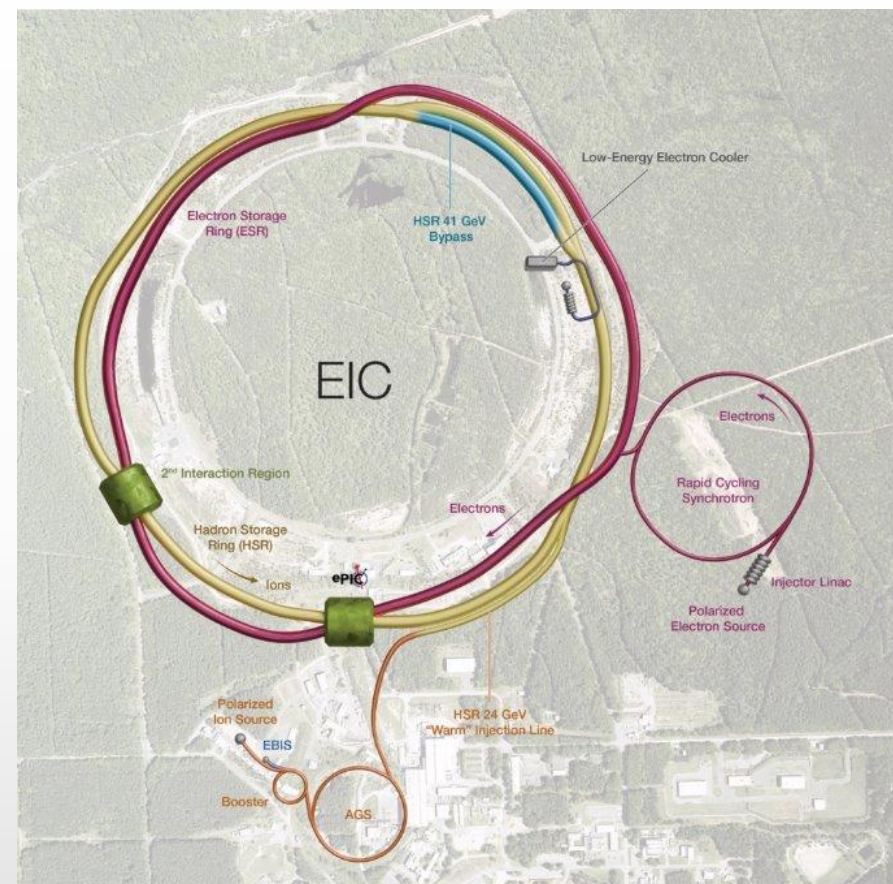 Low-Energy Electron Cooler
Electron Storage
Ring (ESR)
HSR 41 GeV
Bypass
EIC
Electrons
Rapid Cycling
Synchrotron
2nd Interaction Region
Electrons
Hadron Storage
Ring (HSR)
Ions
ePIC
Injector Linac
Polarized
Electron Source
Polarized
Ion Source
EBIS
HSR 24 GeV
"Warm" Injection Line
Booster
AGS